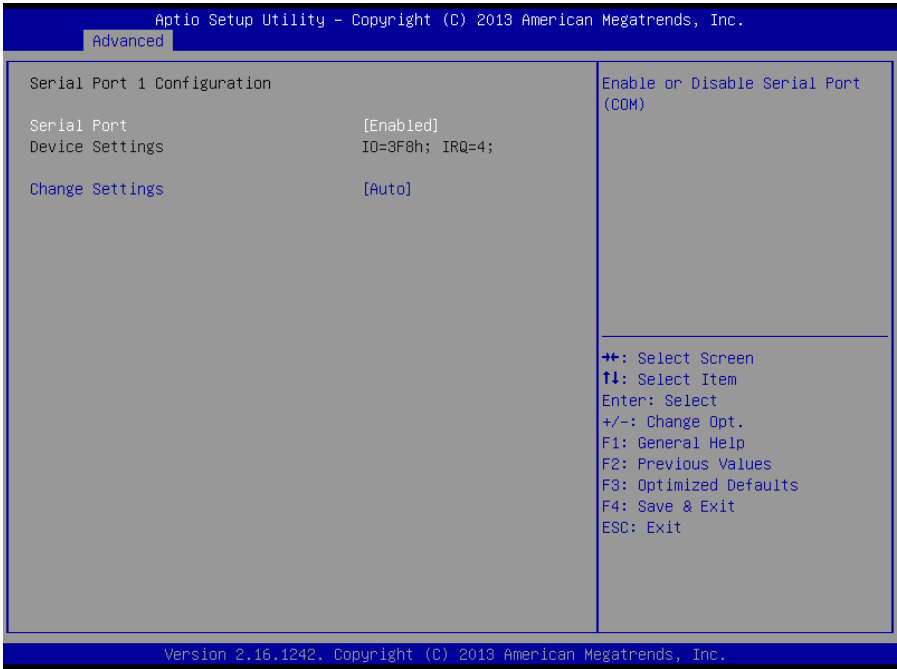 Aptio Setup Utility – Copyright (C) 2013 American Megatrends, Inc.
Advanced
Serial Port 1 Configuration
Serial Port [Enabled]
Device Settings IO=3F8h; IRQ=4;
Change Settings [Auto]
Enable or Disable Serial Port
(COM)
→←: Select Screen
↑↓: Select Item
Enter: Select
+/-: Change Opt.
F1: General Help
F2: Previous Values
F3: Optimized Defaults
F4: Save & Exit
ESC: Exit
Version 2.16.1242. Copyright (C) 2013 American Megatrends, Inc.